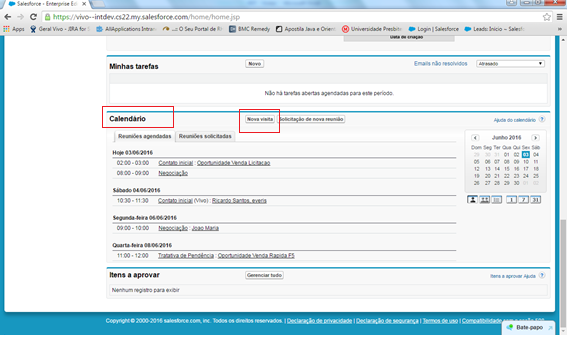 Salesforce - Enterprise Ed
https://vivo--intdev.cs22.my.salesforce.com/home/home.jsp
Apps Geral Vivo - JIRA for S AllApplications Intranet O Seu Portal de R BMC Remedy Apostila Java e Orient Universidade Presbite Login | Salesforce Leads: Início ~ Salesfo
Data de criação
Minhas tarefas Novo Emails não resolvidos Atrasado
Não há tarefas abertas agendadas para este período.
Calendário Nova visita Solicitação de nova reunião Ajuda do calendário
Reuniões agendadas Reuniões solicitadas
Junho 2016
Dom Seg Ter Qua Qui Sex Sáb
29 30 31 01 02 03 04
05 06 07 08 09 10 11
12 13 14 15 16 17 18
19 20 21 22 23 24 25
26 27 28 29 30 01 02
1 7 31
Hoje 03/06/2016
02:00 - 03:00 Contato inicial : Oportunidade Venda Licitacao
08:00 - 09:00 Negociação
Sábado 04/06/2016
10:30 - 11:30 Contato inicial (Vivo) : Ricardo Santos, everis
Segunda-feira 06/06/2016
09:00 - 10:00 Negociação : Joao Maria
Quarta-feira 08/06/2016
11:00 - 12:00 Tratativa de Pendência : Oportunidade Venda Rapida F5
Itens a aprovar Gerenciar tudo Itens a aprovar Ajuda
Nenhum registro para exibir
Copyright © 2000-2016 salesforce.com, inc. Todos os direitos reservados. | Declaração de privacidade | Declaração de segurança | Termos de uso | Compatibilidade com a seção 508
Bate-papo